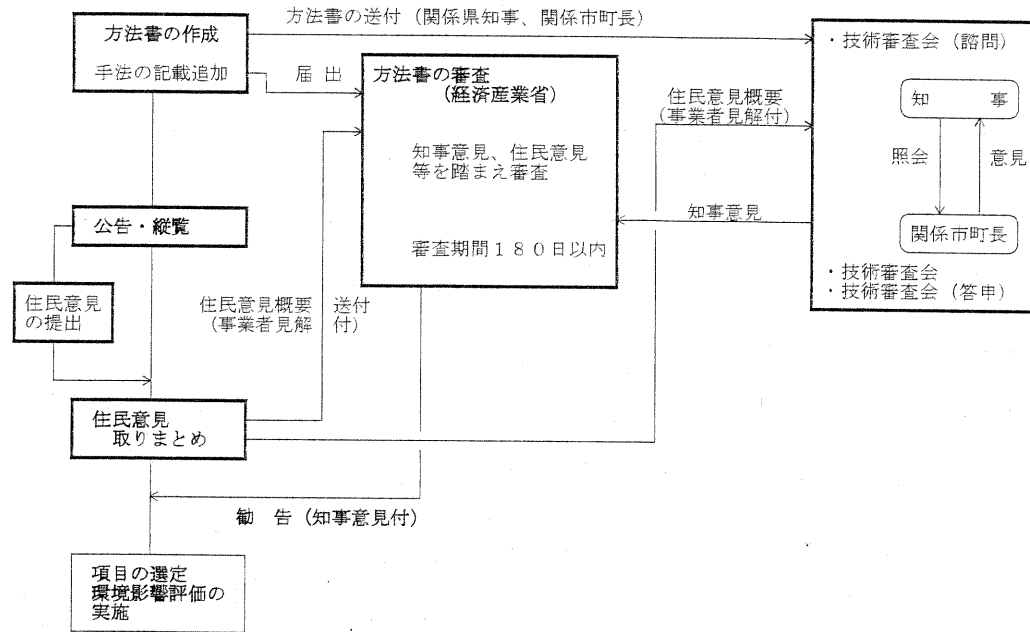 方法書の作成
手法の記載追加
方法書の送付（関係県知事、関係市町長）
届 出
方法書の審査
（経済産業省）
知事意見、住民意見
等を踏まえ審査
審査期間１８０日以内
・技術審査会（諮問）
知　　事
照会
意見
関係市町長
・技術審査会
・技術審査会（答申）
住民意見概要
（事業者見解付）
知事意見
公告・縦覧
住民意見
の提出
住民意見概要 送付
（事業者見解 付）
住民意見
取りまとめ
勧　告（知事意見付）
項目の選定
環境影響評価の
実施